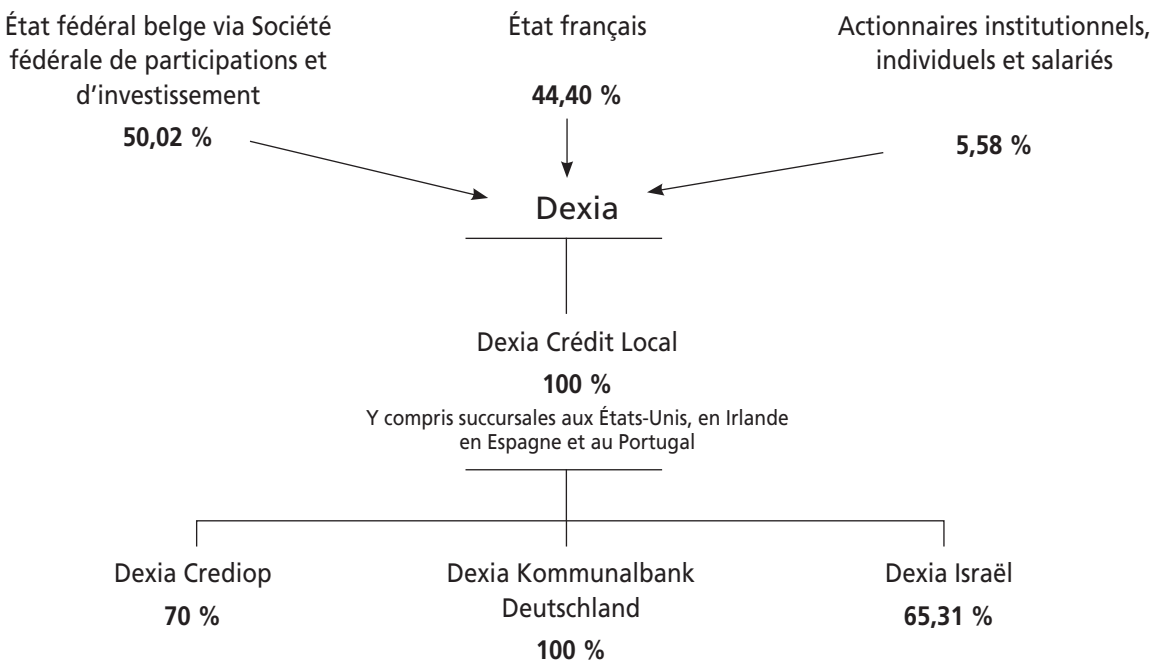 État fédéral belge via Société
fédérale de participations et
d’investissement
50,02 %
État français
44,40 %
Actionnaires institutionnels,
individuels et salariés
5,58 %
Dexia
Dexia Crédit Local
100 %
Y compris succursales aux États-Unis, en Irlande
en Espagne et au Portugal
Dexia Crediop
70 %
Dexia Kommunalbank
Deutschland
100 %
Dexia Israël
65,31 %